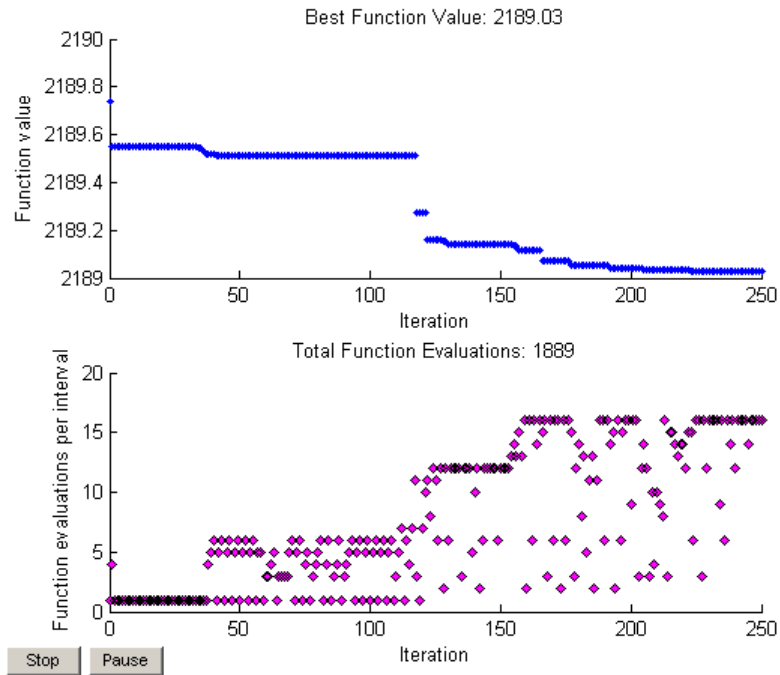 Best Function Value: 2189.03
2190
2189.8
2189.6
2189.4
2189.2
2189
Function value
0 50 100 150 200 250
Iteration
Total Function Evaluations: 1889
20
15
10
5
0
Function evaluations per interval
0 50 100 150 200 250
Iteration
Stop Pause